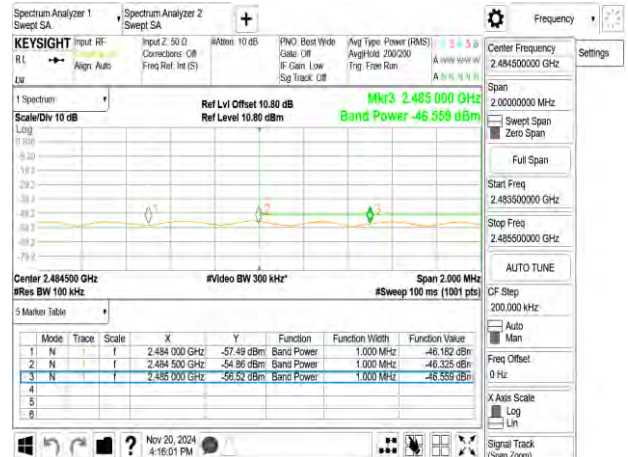 Spectrum Analyzer 1
Swept SA
Spectrum Analyzer 2
Swept SA
+
Frequency
KEYSIGHT
RL
Input: RF
Align: Auto
Input Z: 50 Ω
Corrections: Off
Freq Ref: Int (S)
#Atten: 10 dB
PNO: Best Wide
Gate: Off
IF Gain: Low
Sig Track: Off
Avg Type: Power (RMS)
Avg|Hold: 200/200
Trig: Free Run
A W W W W W
A N N N N N
1 Spectrum
Scale/Div 10 dB
Log
Ref Lvl Offset 10.80 dB
Ref Level 10.80 dBm
Mkr3 2.485 000 GHz
Band Power -46.559 dBm
1
2
3
Center 2.484500 GHz
#Res BW 100 kHz
#Video BW 300 kHz*
Span 2.000 MHz
#Sweep 100 ms (1001 pts)
5 Marker Table
Mode Trace Scale X Y Function Function Width Function Value
1 N 1 f 2.484 000 GHz -57.49 dBm Band Power 1.000 MHz -46.182 dBm
2 N 1 f 2.484 500 GHz -54.86 dBm Band Power 1.000 MHz -46.325 dBm
3 N 1 f 2.485 000 GHz -56.52 dBm Band Power 1.000 MHz -46.559 dBm
4
5
6
?
Nov 20, 2024
4:16:01 PM
Center Frequency
2.484500000 GHz
Settings
Span
2.00000000 MHz
Swept Span
Zero Span
Full Span
Start Freq
2.483500000 GHz
Stop Freq
2.485500000 GHz
AUTO TUNE
CF Step
200.000 kHz
Auto
Man
Freq Offset
0 Hz
X Axis Scale
Log
Lin
Signal Track
(Span Zoom)